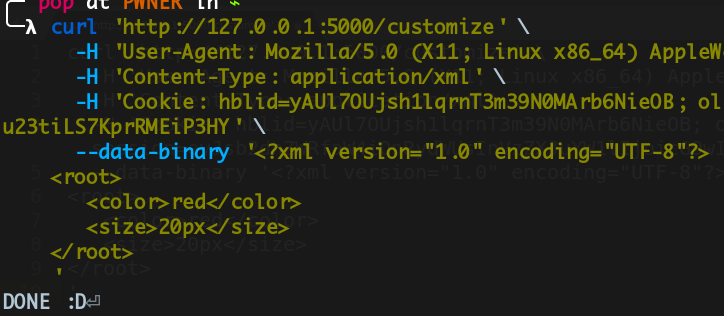 pop at PWNER in ~
λ curl 'http://127.0.0.1:5000/customize' \
-H 'User-Agent: Mozilla/5.0 (X11; Linux x86_64) AppleW
-H 'Content-Type: application/xml' \
-H 'Cookie: hblid=yAUl7OUjsh1lqrnT3m39N0MArb6NieOB; ol
u23tiLS7KprRMEiP3HY' \
--data-binary '<?xml version="1.0" encoding="UTF-8"?>
<root>
<color>red</color>
<size>20px</size>
</root>
'
DONE :D⏎